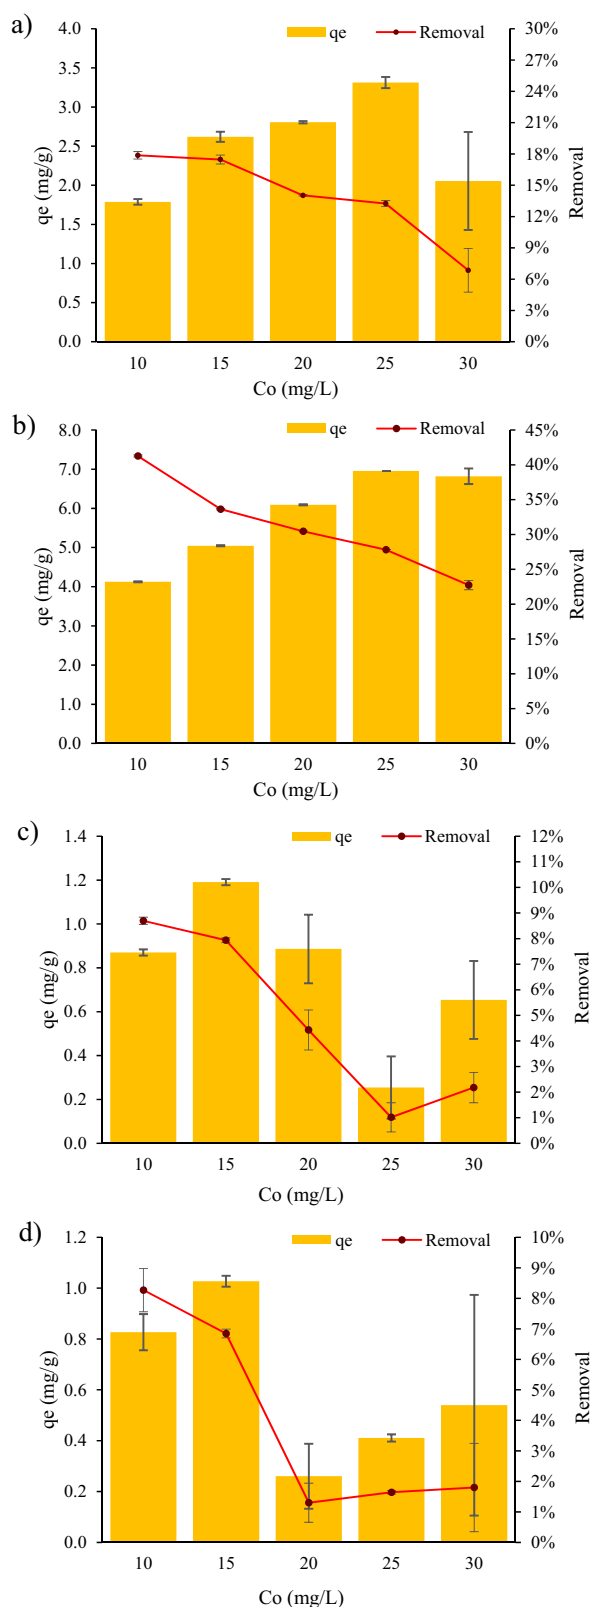 a)
qe Removal
4.0 30%
3.5 27%
3.0 24%
2.5 21%
2.0 18%
1.5 15%
1.0 12%
0.5 9%
0.0 6%
3%
0%
qe (mg/g)
Removal
10 15 20 25 30
Co (mg/L)
b)
qe Removal
8.0 45%
7.0 40%
6.0 35%
5.0 30%
4.0 25%
3.0 20%
2.0 15%
1.0 10%
0.0 5%
0%
qe (mg/g)
Removal
10 15 20 25 30
Co (mg/L)
c)
qe Removal
1.4 12%
1.2 11%
1.0 10%
0.8 9%
0.6 8%
0.4 7%
0.2 6%
0.0 5%
4%
3%
2%
1%
0%
qe (mg/g)
Removal
10 15 20 25 30
Co (mg/L)
d)
qe Removal
1.2 10%
1.0 9%
0.8 8%
0.6 7%
0.4 6%
0.2 5%
0.0 4%
3%
2%
1%
0%
qe (mg/g)
Removal
10 15 20 25 30
Co (mg/L)